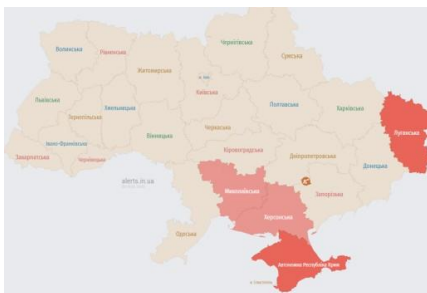 Чернігівська
Волинська
Рівненська
Сумська
Житомирська
м. Київ
Київська
Львівська
Тернопільська
Хмельницька
Полтавська
Харківська
Луганська
Черкаська
Вінницька
Івано-Франківська
Закарпатська
Чернівецька
Кіровоградська
Дніпропетровська
Донецька
alerts.in.ua
Миколаївська
Запорізька
Херсонська
Одеська
Автономна Республіка Крим